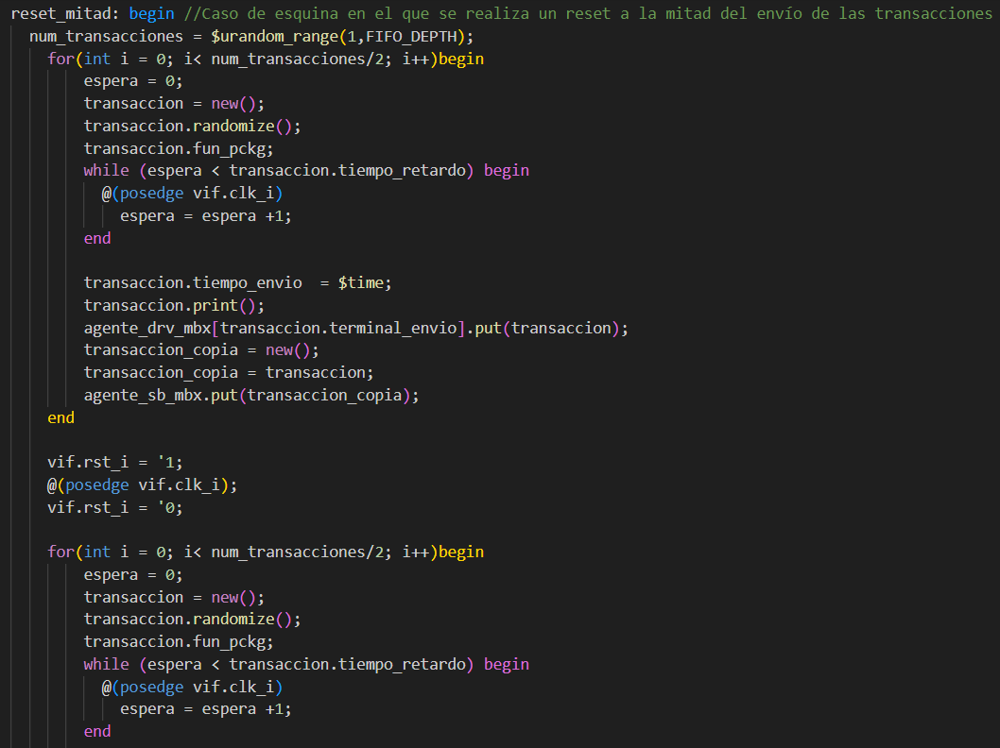 reset_mitad: begin //Caso de esquina en el que se realiza un reset a la mitad del envío de las transacciones
num_transacciones = $urandom_range(1,FIFO_DEPTH);
for(int i = 0; i< num_transacciones/2; i++)begin
espera = 0;
transaccion = new();
transaccion.randomize();
transaccion.fun_pckg;
while (espera < transaccion.tiempo_retardo) begin
@(posedge vif.clk_i)
espera = espera +1;
end
transaccion.tiempo_envio  = $time;
transaccion.print();
agente_drv_mbx[transaccion.terminal_envio].put(transaccion);
transaccion_copia = new();
transaccion_copia = transaccion;
agente_sb_mbx.put(transaccion_copia);
end
vif.rst_i = '1;
@(posedge vif.clk_i);
vif.rst_i = '0;
for(int i = 0; i< num_transacciones/2; i++)begin
espera = 0;
transaccion = new();
transaccion.randomize();
transaccion.fun_pckg;
while (espera < transaccion.tiempo_retardo) begin
@(posedge vif.clk_i)
espera = espera +1;
end